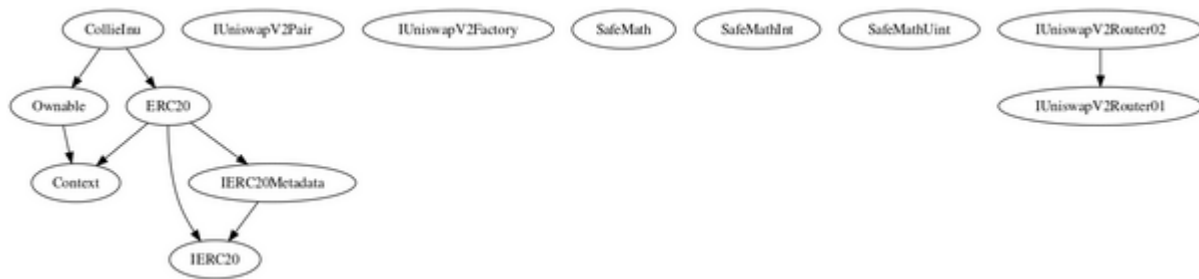 CollieInu
IUniswapV2Pair
IUniswapV2Factory
SafeMath
SafeMathInt
SafeMathUint
IUniswapV2Router02
Ownable
ERC20
IUniswapV2Router01
Context
IERC20Metadata
IERC20